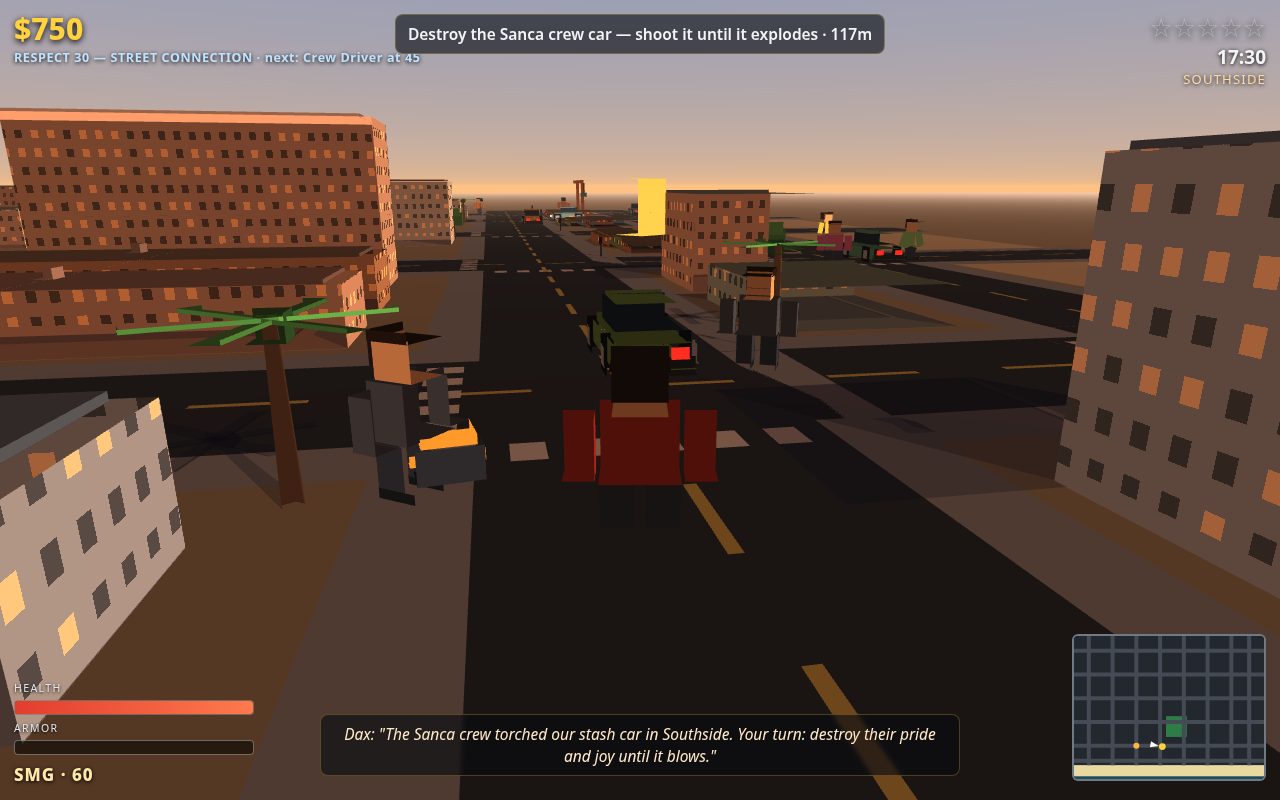 $750
Destroy the Sanca crew car — shoot it until it explodes · 117m
☆☆☆☆☆
RESPECT 30 — STREET CONNECTION · next: Crew Driver at 45
17:30
SOUTHSIDE
HEALTH
ARMOR
SMG · 60
Dax: "The Sanca crew torched our stash car in Southside. Your turn: destroy their pride
and joy until it blows."